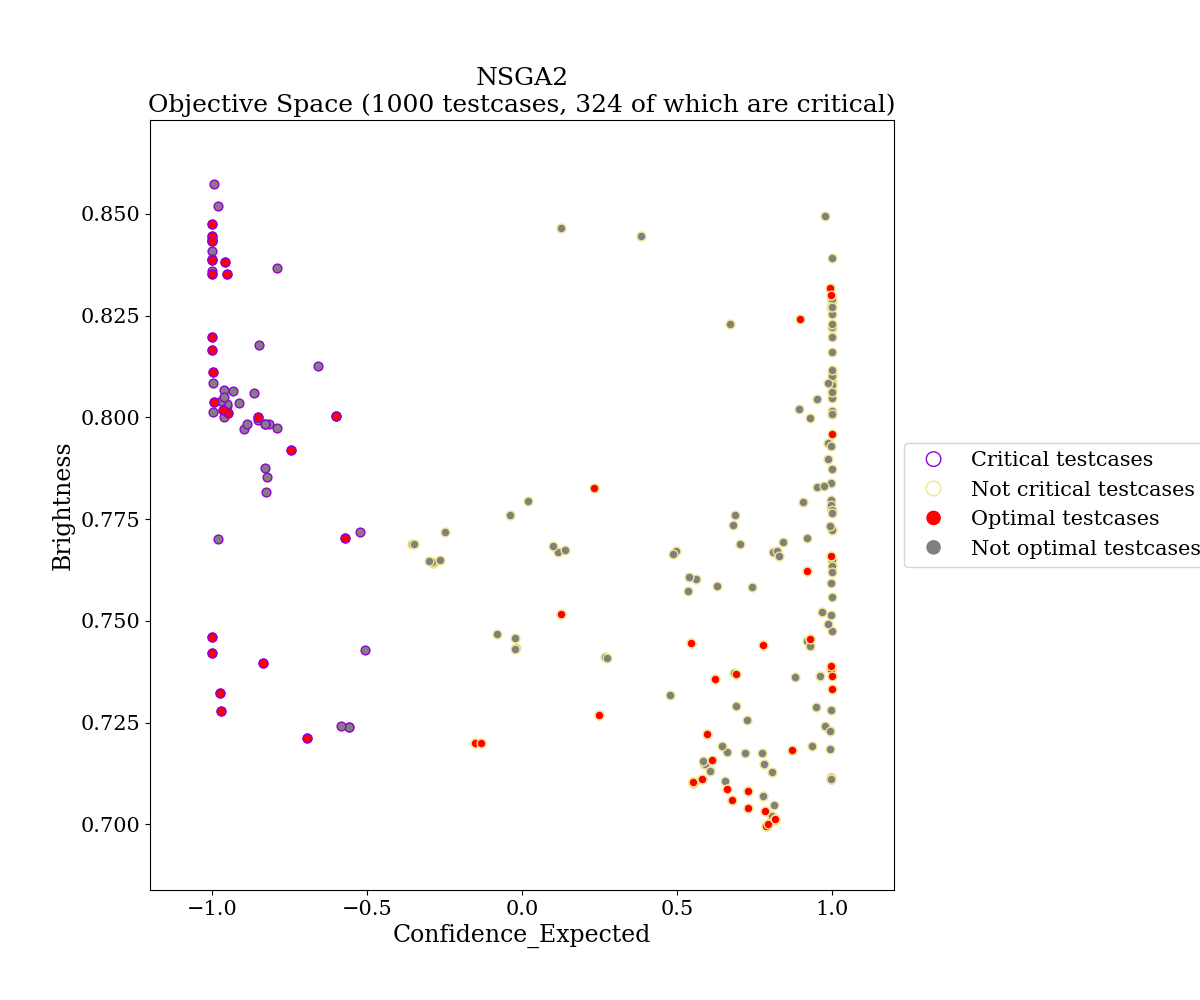 NSGA2
Objective Space (1000 testcases, 324 of which are critical)
0.850
0.825
0.800
0.775
0.750
0.725
0.700
Brightness
−1.0 −0.5 0.0 0.5 1.0
Confidence_Expected
Critical testcases
Not critical testcases
Optimal testcases
Not optimal testcases